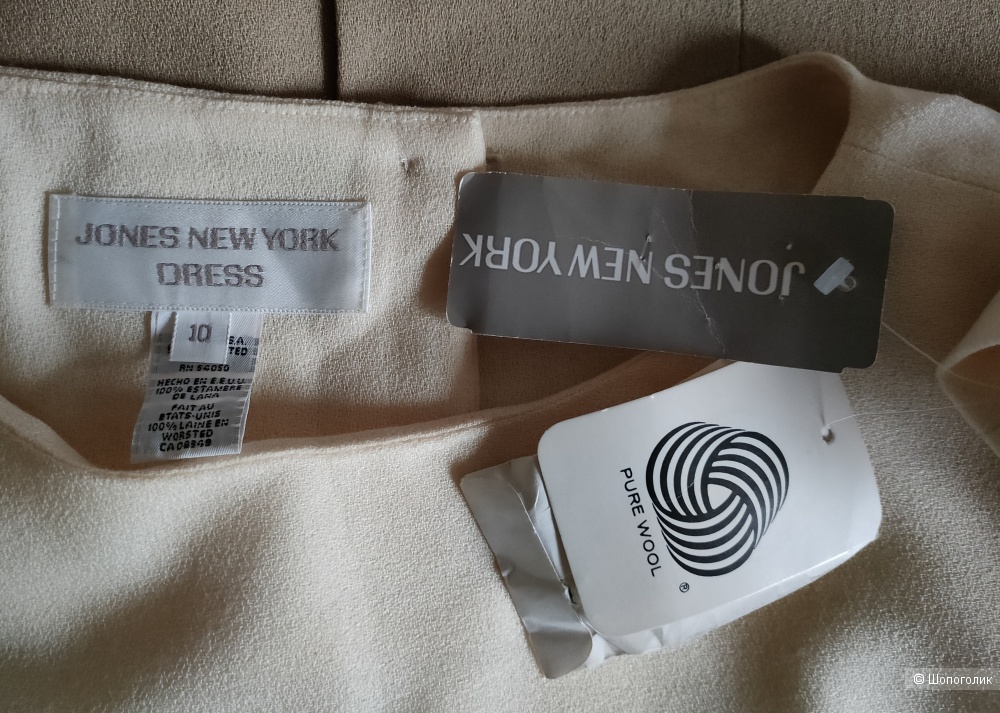 JONES NEW YORK
DRESS
10
S.A.
TED
RN 54050
HECHO EN E.E.U.U
100% ESTAMBRE
DE LANA
FAIT AU
ETATS-UNIS
100% LAINE EN
WORSTED
JONES NEW YORK
PURE WOOL
®
© Шопоголик